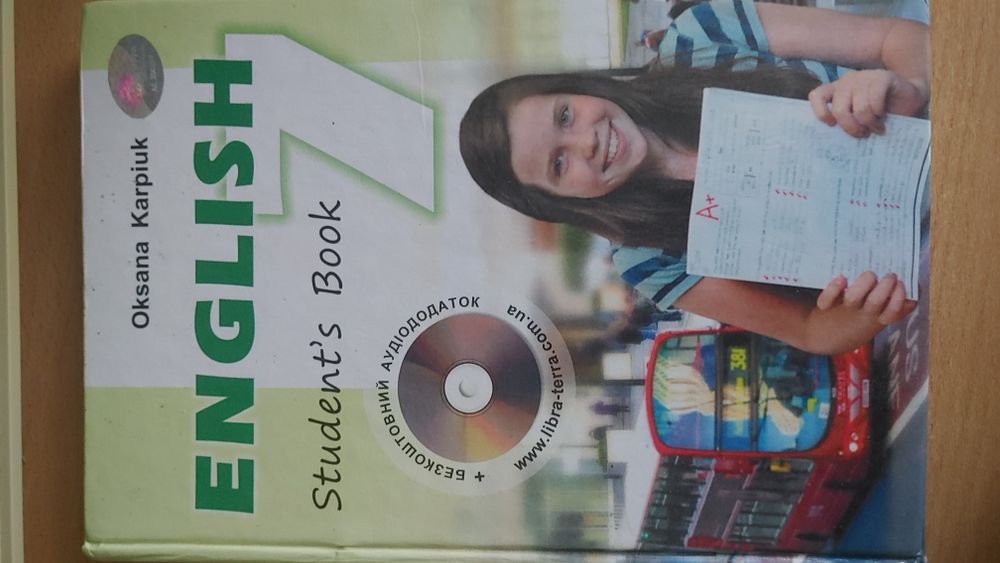 Oksana Karpiuk
ENGLISH 7
Student's Book
+ БЕЗКОШТОВНИЙ АУДІОДОДАТОК
www.libra-terra.com.ua
A+